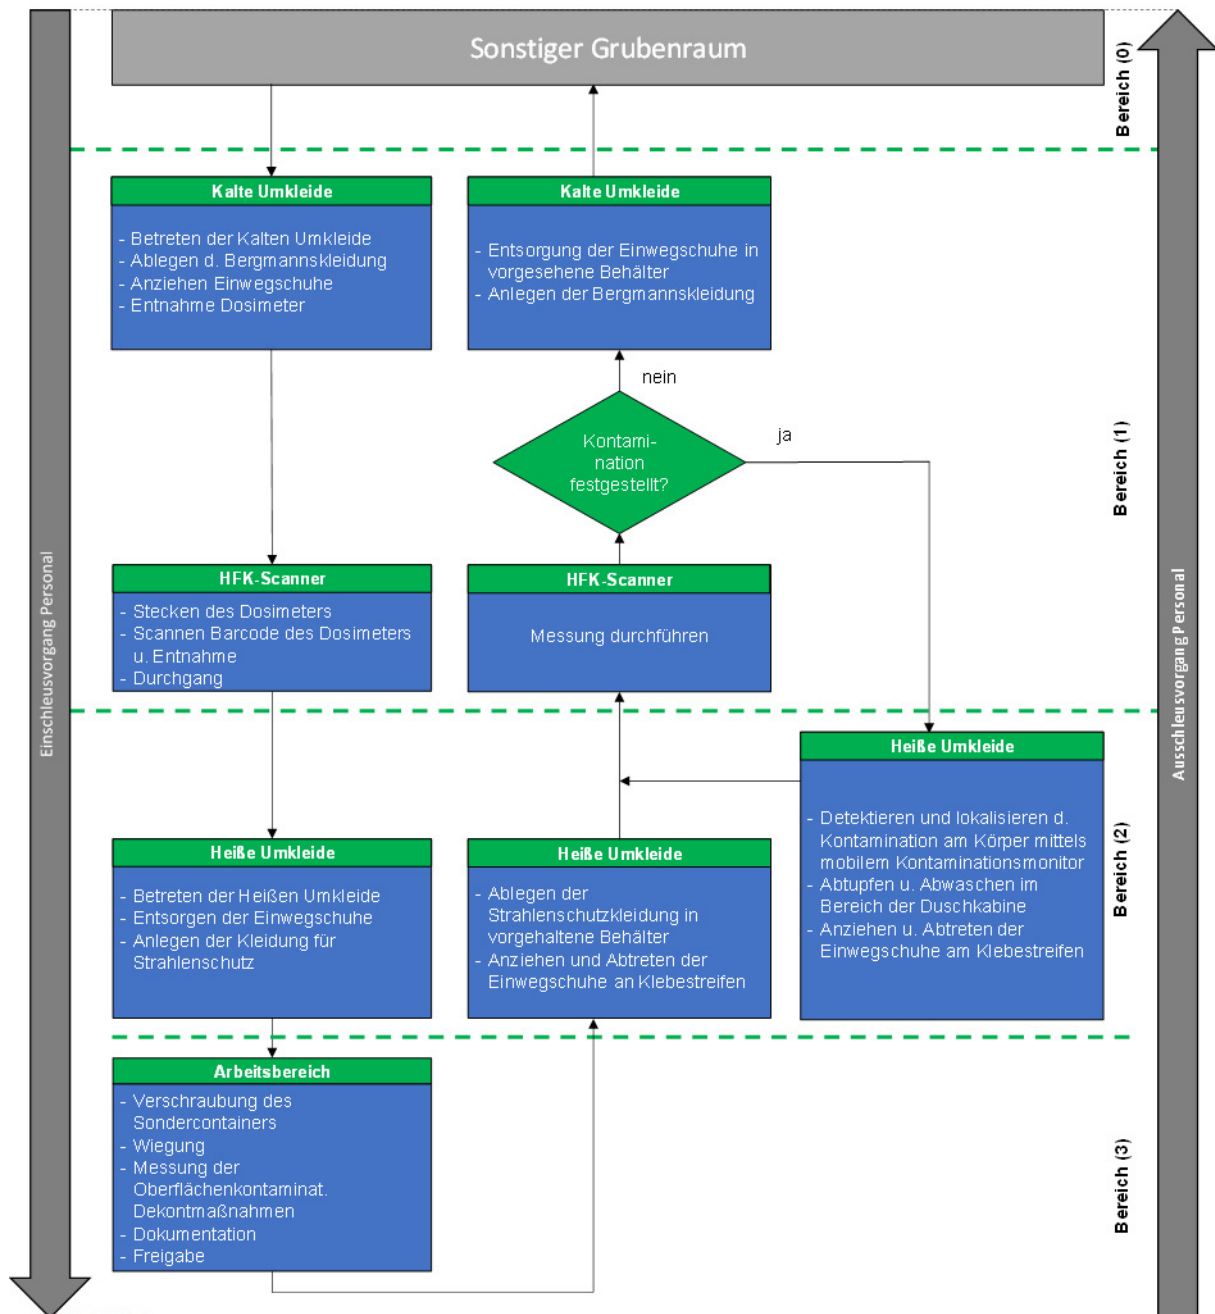 Sonstiger Grubenraum
Bereich (0)
Einschleusvorgang Personal
Ausschleusvorgang Personal
Kalte Umkleide
- Betreten der Kalten Umkleide
- Ablegen d. Bergmannskleidung
- Anziehen Einwegschuhe
- Entnahme Dosimeter
Kalte Umkleide
- Entsorgung der Einwegschuhe in
vorgesehene Behälter
- Anlegen der Bergmannskleidung
nein
Kontami-
nation
festgestellt?
ja
Bereich (1)
HFK-Scanner
- Stecken des Dosimeters
- Scannen Barcode des Dosimeters
u. Entnahme
- Durchgang
HFK-Scanner
Messung durchführen
Heiße Umkleide
- Detektieren und lokalisieren d.
Kontamination am Körper mittels
mobilem Kontaminationsmonitor
- Abtupfen u. Abwaschen im
Bereich der Duschkabine
- Anziehen u. Abtreten der
Einwegschuhe am Klebestreifen
Bereich (2)
Heiße Umkleide
- Betreten der Heißen Umkleide
- Entsorgen der Einwegschuhe
- Anlegen der Kleidung für
Strahlenschutz
Heiße Umkleide
- Ablegen der
Strahlenschutzkleidung in
vorgehaltene Behälter
- Anziehen und Abtreten der
Einwegschuhe an Klebestreifen
Arbeitsbereich
- Verschraubung des
Sondercontainers
- Wiegung
- Messung der
Oberflächenkontaminat.
Dekontmaßnahmen
- Dokumentation
- Freigabe
Bereich (3)